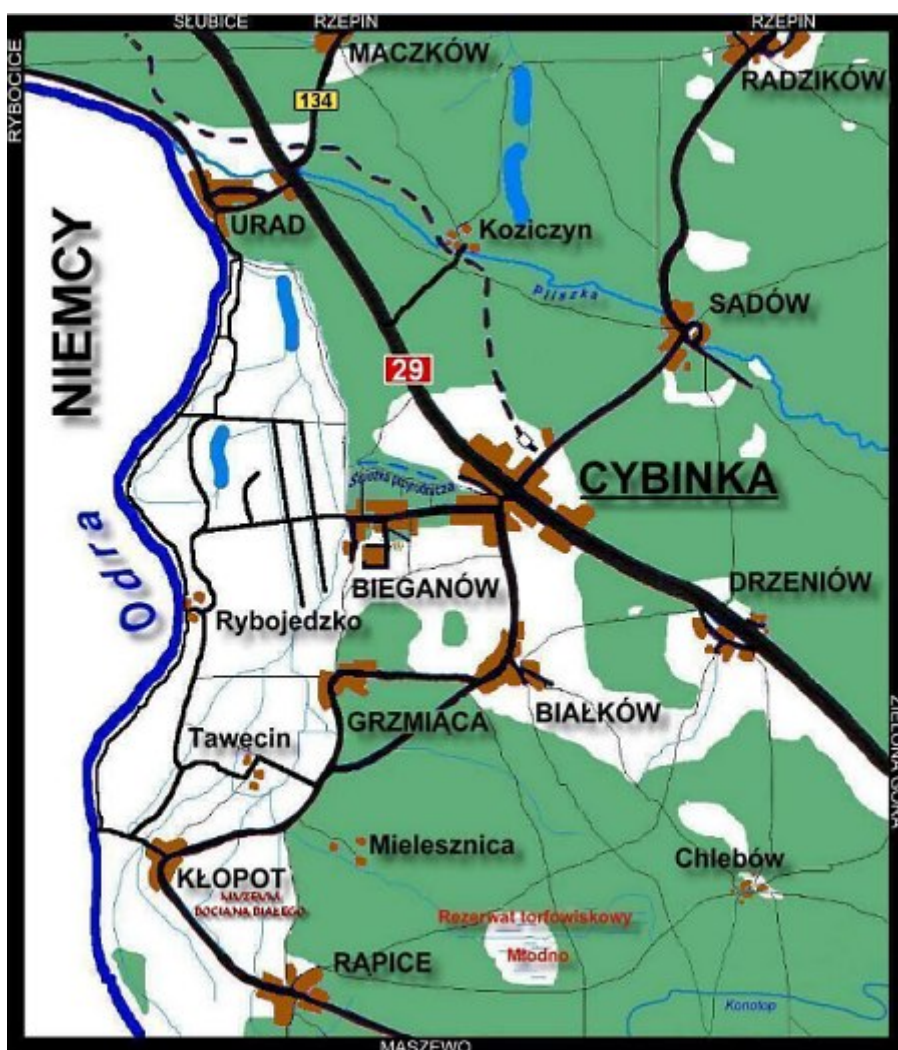 SŁUBICE
RZEPIN
RZEPIN
RYBOCICE
MACZKÓW
RADZIKÓW
134
URAD
Koziczyn
NIEMCY
Pliszka
SĄDÓW
29
CYBINKA
Odra
BIEGANÓW
DRZENIÓW
Rybojedzko
BIAŁKÓW
GRZMIĄCA
ZIELONA GÓRA
Tawęcin
Mielesznica
Chlebów
KŁOPOT
MUZEUM
BOCIANA BIAŁEGO
Rezerwat torfowiskowy
Młodno
RĄPICE
Konotop
MASZEWO